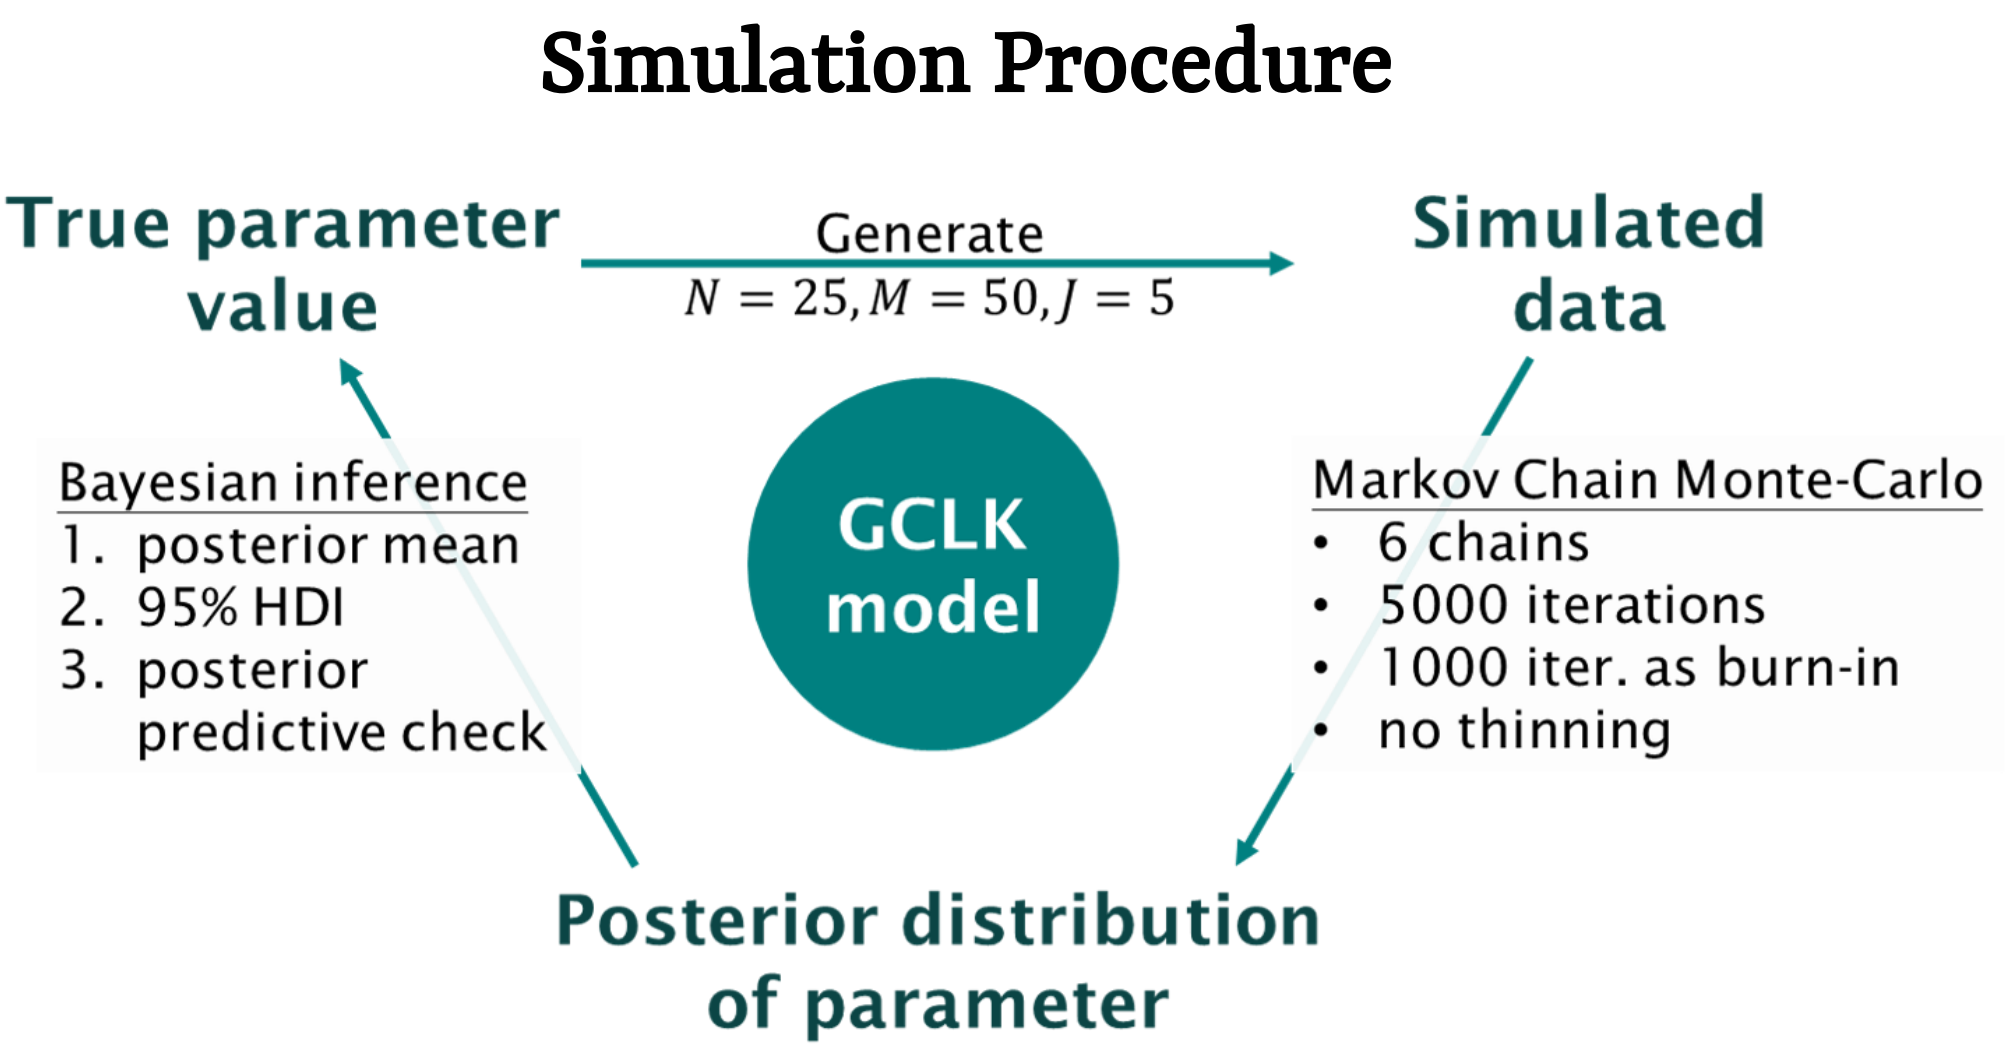 Simulation Procedure
True parameter
value
Generate
N = 25, M = 50, J = 5
Simulated
data
Bayesian inference
1. posterior mean
2. 95% HDI
3. posterior
predictive check
GCLK
model
Markov Chain Monte-Carlo
• 6 chains
• 5000 iterations
• 1000 iter. as burn-in
• no thinning
Posterior distribution
of parameter